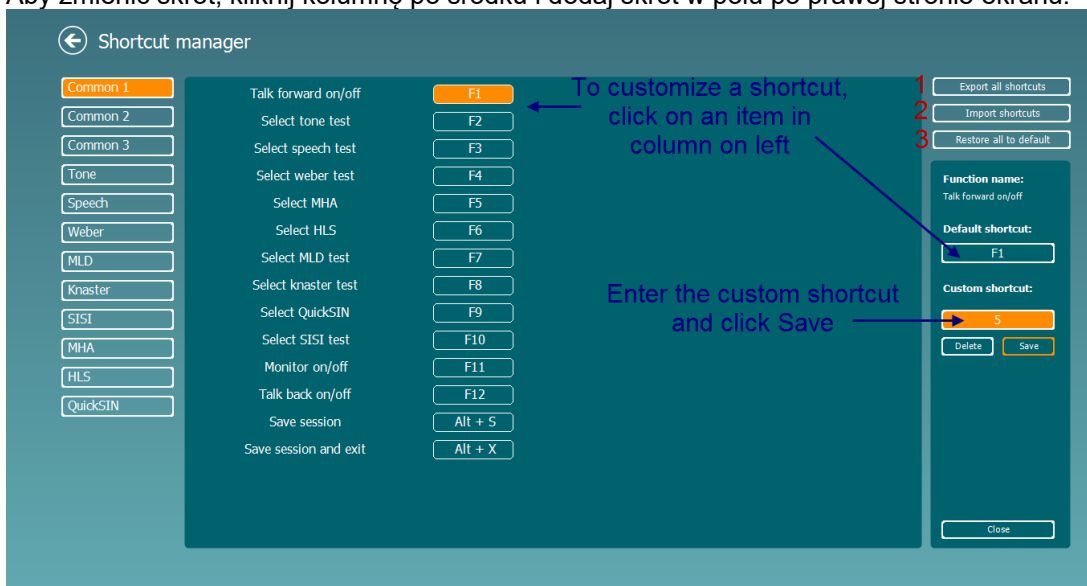 Aby zmienić skrót, kliknij kolumnę po środku i dodaj skrót w polu po prawej stronie ekranu.
Shortcut manager
Common 1
Common 2
Common 3
Tone
Speech
Weber
MLD
Knaster
SISI
MHA
HLS
QuickSIN
Talk forward on/off F1
Select tone test F2
Select speech test F3
Select weber test F4
Select MHA F5
Select HLS F6
Select MLD test F7
Select knaster test F8
Select QuickSIN F9
Select SISI test F10
Monitor on/off F11
Talk back on/off F12
Save session Alt + S
Save session and exit Alt + X
To customize a shortcut,
click on an item in
column on left
Enter the custom shortcut
and click Save
1 Export all shortcuts
2 Import shortcuts
3 Restore all to default
Function name:
Talk forward on/off
Default shortcut:
F1
Custom shortcut:
5
Delete Save
Close